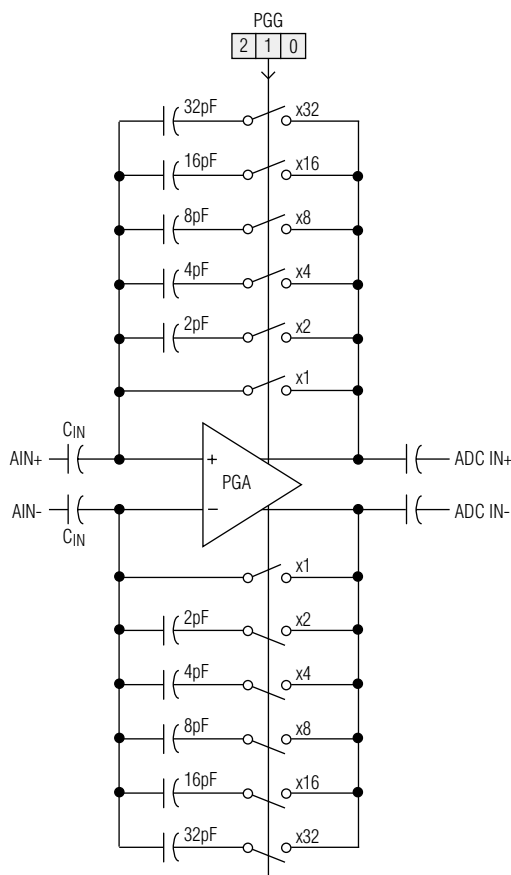 PGG
2 1 0
32pF x32
16pF x16
8pF x8
4pF x4
2pF x2
x1
CIN
AIN+ + PGA ADC IN+
AIN- − ADC IN-
CIN
x1
2pF x2
4pF x4
8pF x8
16pF x16
32pF x32